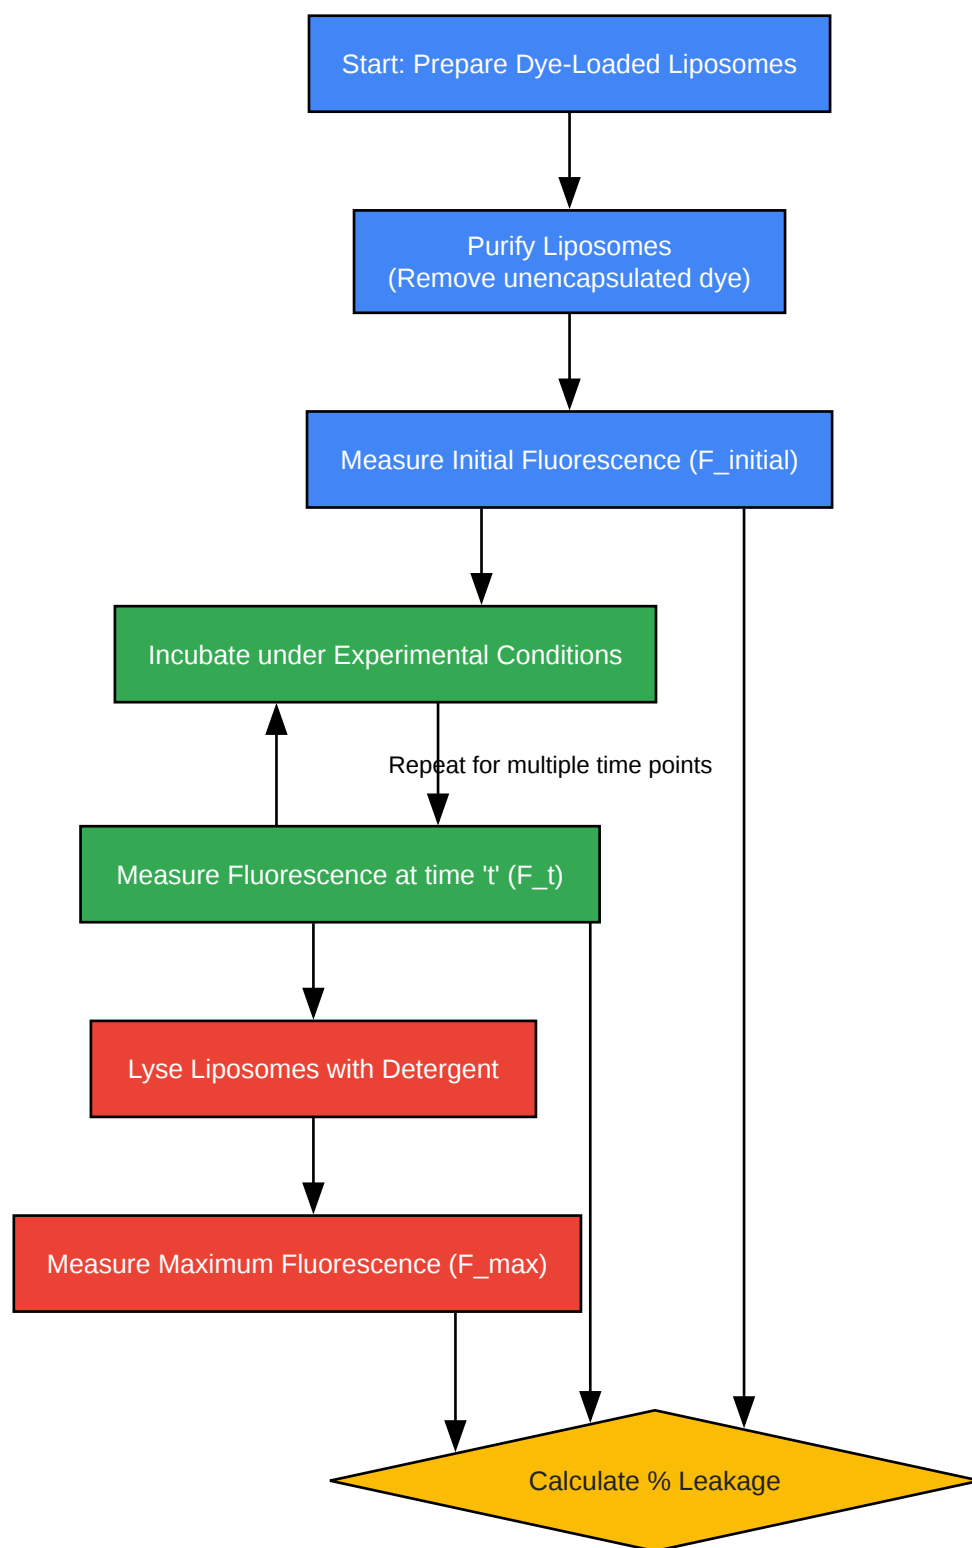 Start: Prepare Dye-Loaded Liposomes
Purify Liposomes
(Remove unencapsulated dye)
Measure Initial Fluorescence (F_initial)
Incubate under Experimental Conditions
Repeat for multiple time points
Measure Fluorescence at time 't' (F_t)
Lyse Liposomes with Detergent
Measure Maximum Fluorescence (F_max)
Calculate % Leakage